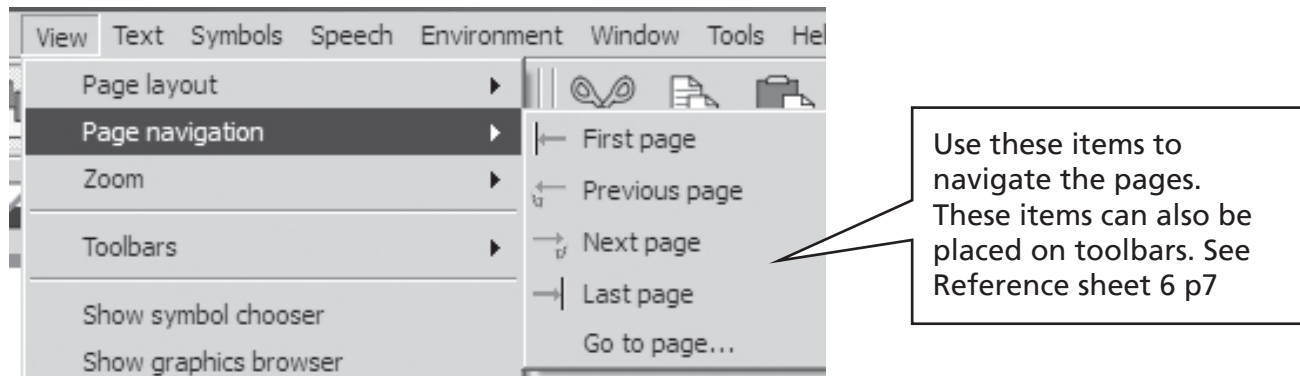 View Text Symbols Speech Environment Window Tools Hel
Page layout
Page navigation
Zoom
Toolbars
Show symbol chooser
Show graphics browser
First page
Previous page
Next page
Last page
Go to page...
Use these items to
navigate the pages.
These items can also be
placed on toolbars. See
Reference sheet 6 p7